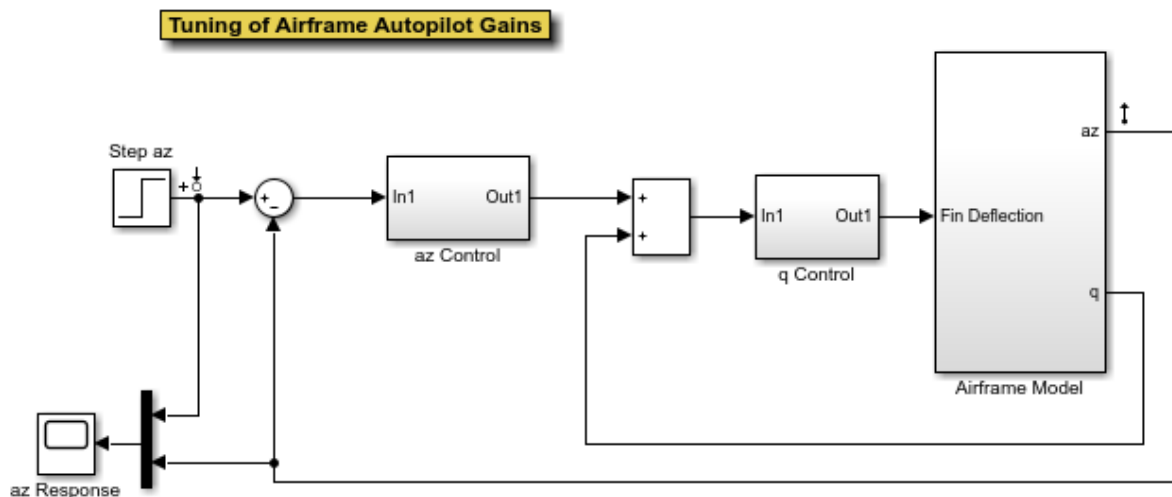 Tuning of Airframe Autopilot Gains
Step az
+
+
-
In1
Out1
az Control
+
+
In1
Out1
q Control
Fin Deflection
az
q
Airframe Model
az Response